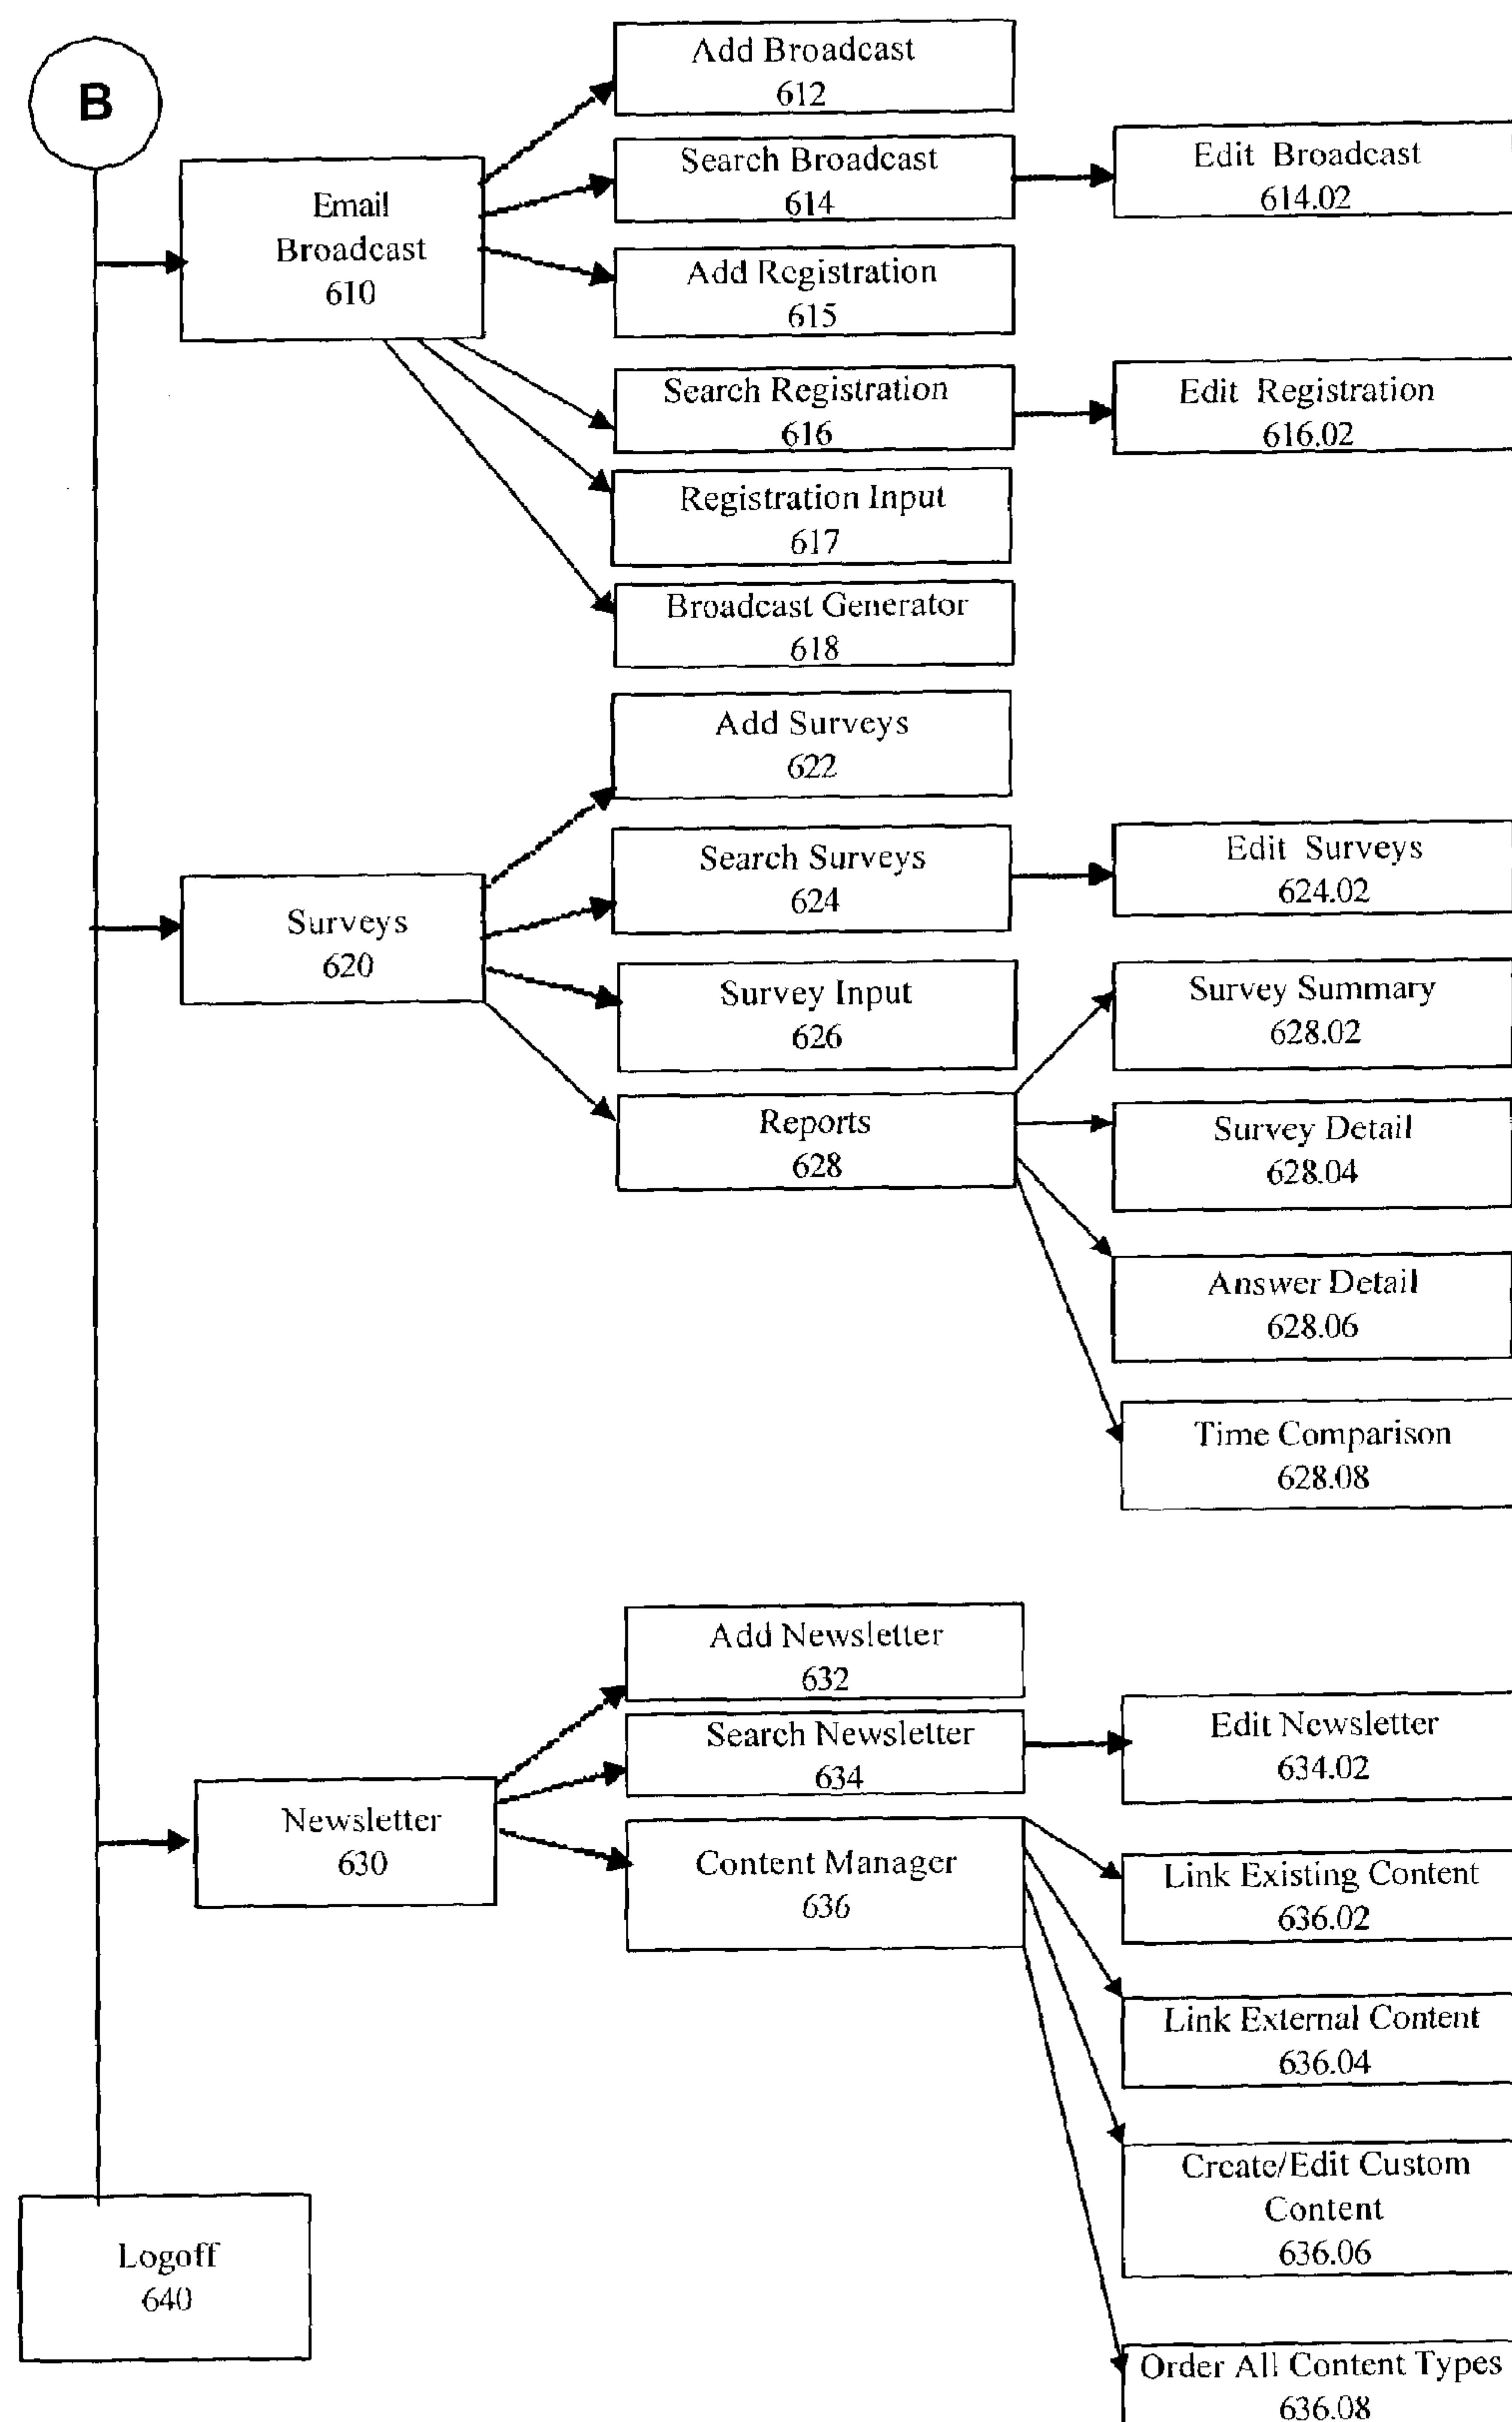 B
Add Broadcast
612
Search Broadcast
614
Edit Broadcast
614.02
Email
Broadcast
610
Add Registration
615
Search Registration
616
Edit Registration
616.02
Registration Input
617
Broadcast Generator
618
Add Surveys
622
Search Surveys
624
Edit Surveys
624.02
Surveys
620
Survey Input
626
Survey Summary
628.02
Reports
628
Survey Detail
628.04
Answer Detail
628.06
Time Comparison
628.08
Add Newsletter
632
Search Newsletter
634
Edit Newsletter
634.02
Newsletter
630
Content Manager
636
Link Existing Content
636.02
Link External Content
636.04
Create/Edit Custom
Content
636.06
Logoff
640
Order All Content Types
636.08